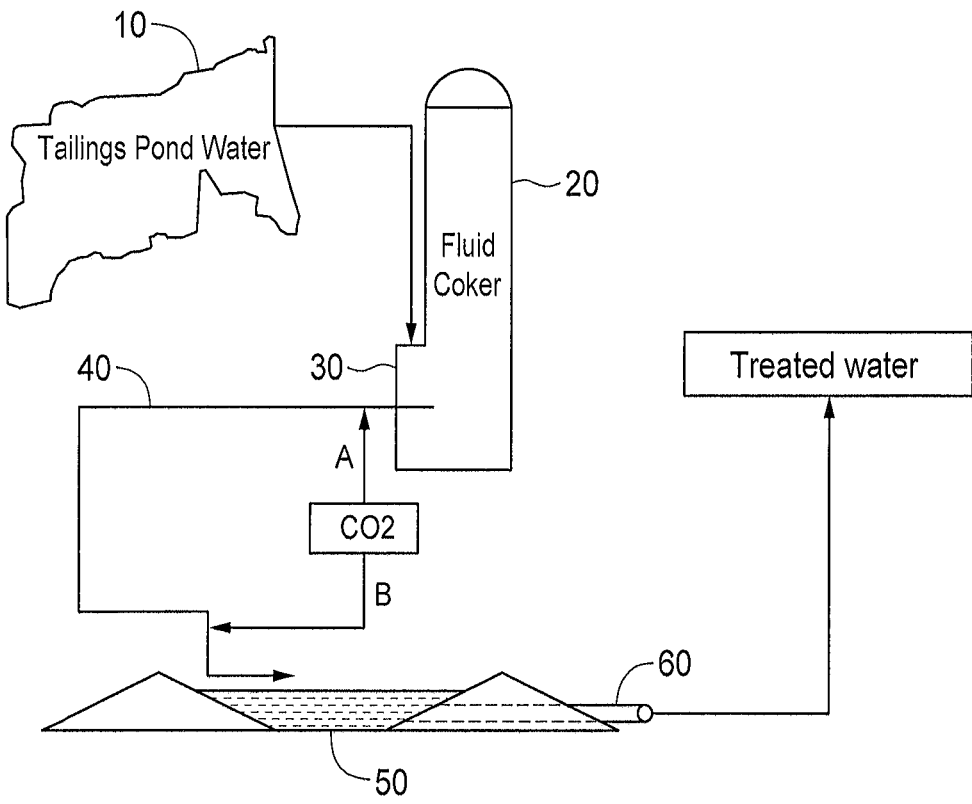 10
Tailings Pond Water
20
Fluid
Coker
30
40
Treated water
A
CO2
B
60
50